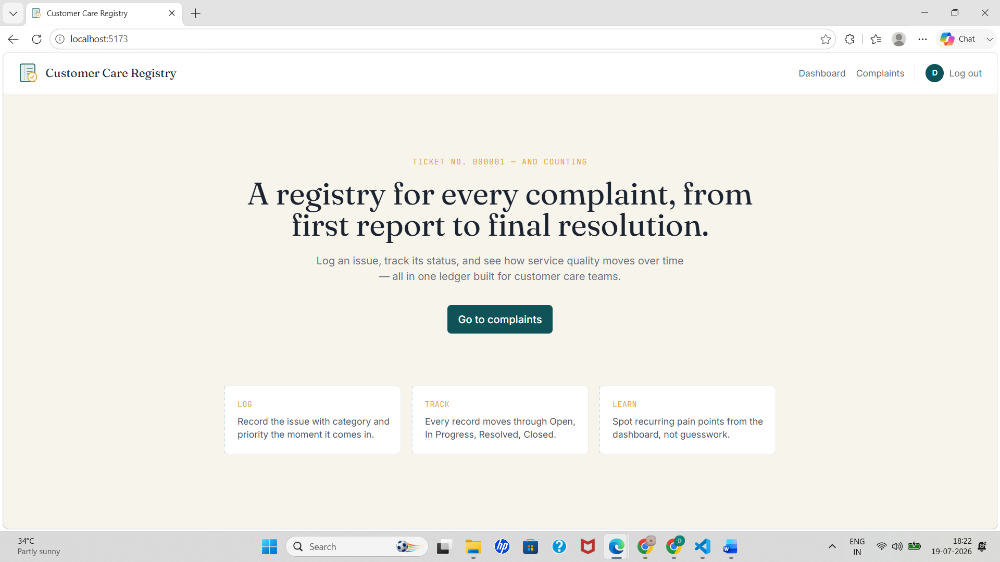 Customer Care Registry
localhost:5173
Chat
Customer Care Registry
Dashboard
Complaints
D
Log out
TICKET NO. 000001 — AND COUNTING
A registry for every complaint, from
first report to final resolution.
Log an issue, track its status, and see how service quality moves over time
— all in one ledger built for customer care teams.
Go to complaints
LOG
Record the issue with category and
priority the moment it comes in.
TRACK
Every record moves through Open,
In Progress, Resolved, Closed.
LEARN
Spot recurring pain points from the
dashboard, not guesswork.
34°C
Partly sunny
Search
hp
D
W
ENG
IN
18:22
19-07-2026